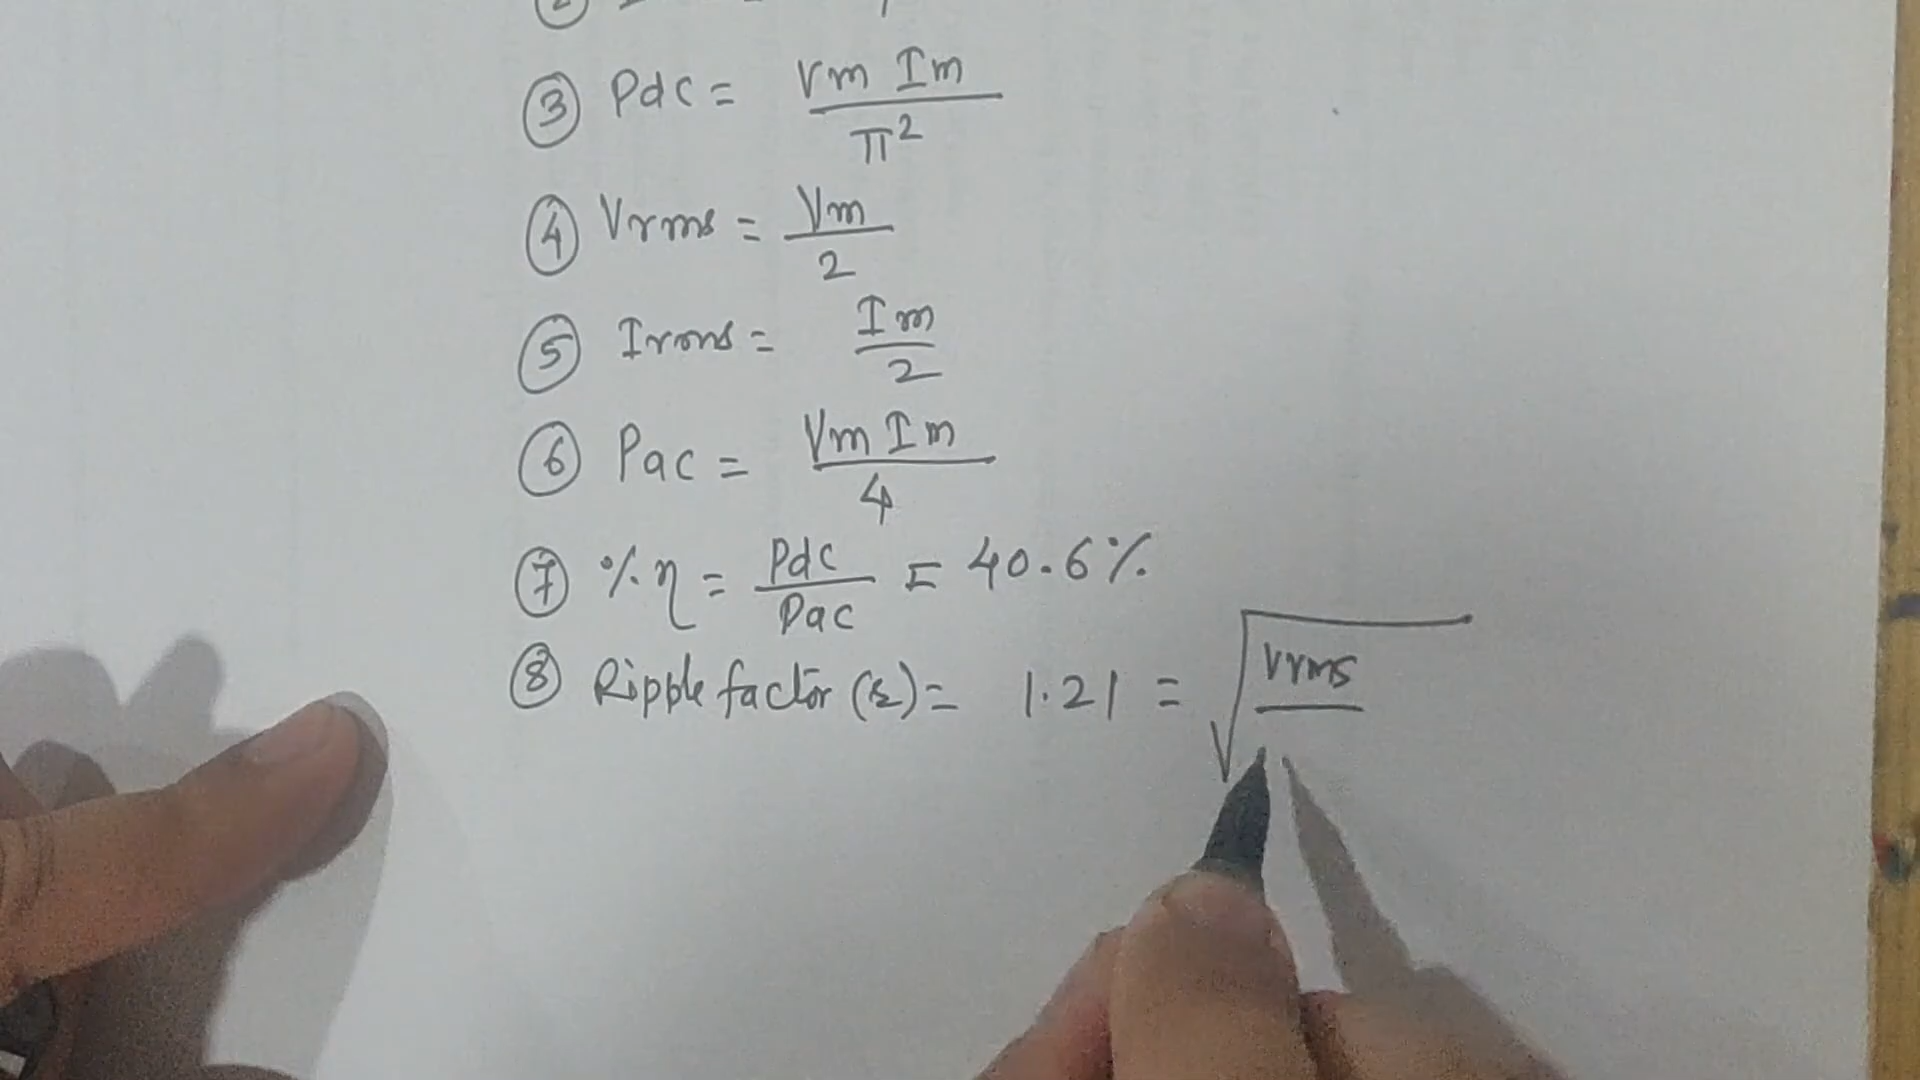 ③ Pdc = Vm Im / π²
④ Vrms = Vm / 2
⑤ Irms = Im / 2
⑥ Pac = Vm Im / 4
⑦ % η = Pdc / Pac = 40.6%
⑧ Ripple factor (r) = 1.21 = √ Vrms